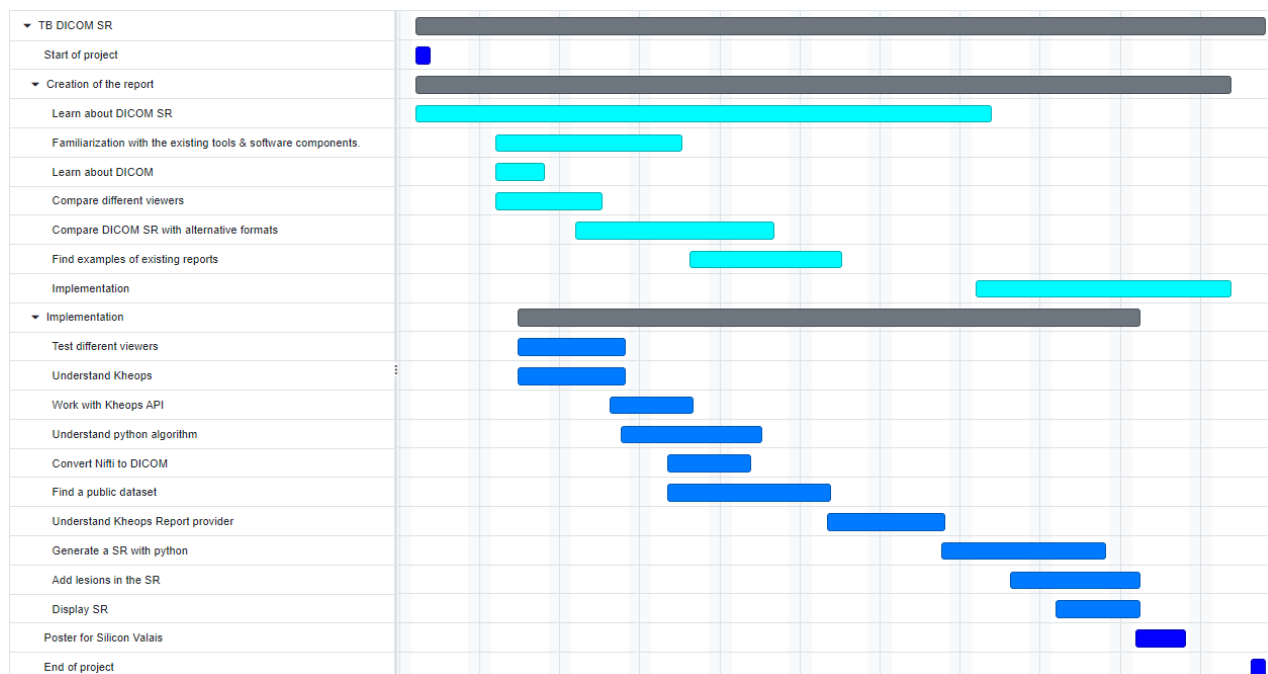 TB DICOM SR
Start of project
Creation of the report
Learn about DICOM SR
Familiarization with the existing tools & software components.
Learn about DICOM
Compare different viewers
Compare DICOM SR with alternative formats
Find examples of existing reports
Implementation
Implementation
Test different viewers
Understand Kheops
Work with Kheops API
Understand python algorithm
Convert Nifti to DICOM
Find a public dataset
Understand Kheops Report provider
Generate a SR with python
Add lesions in the SR
Display SR
Poster for Silicon Valais
End of project